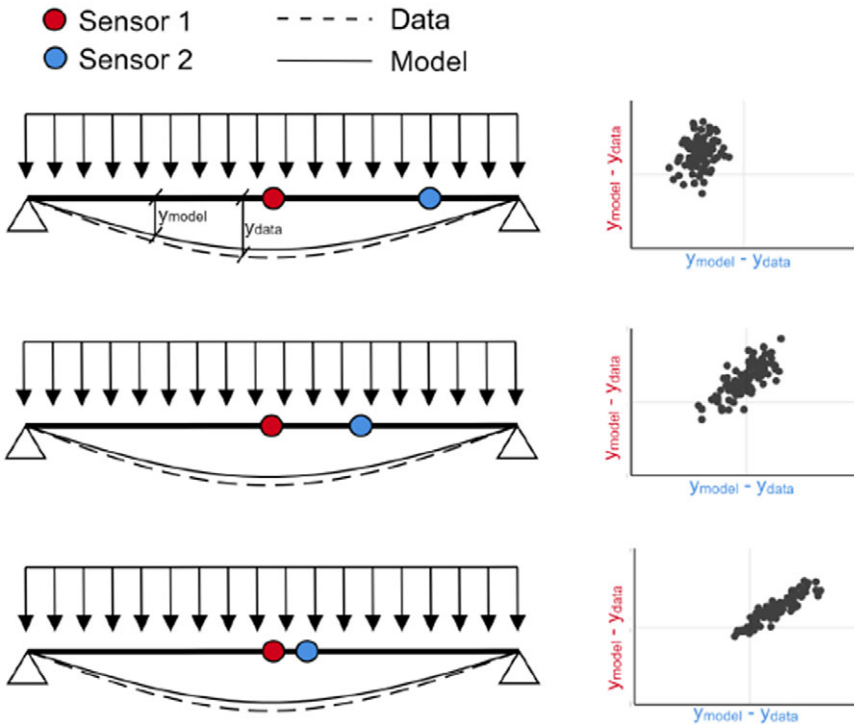 Sensor 1
Data
Sensor 2
Model
ymodel
ydata
ymodel - ydata
ymodel - ydata
ymodel - ydata
ymodel - ydata
ymodel - ydata
ymodel - ydata